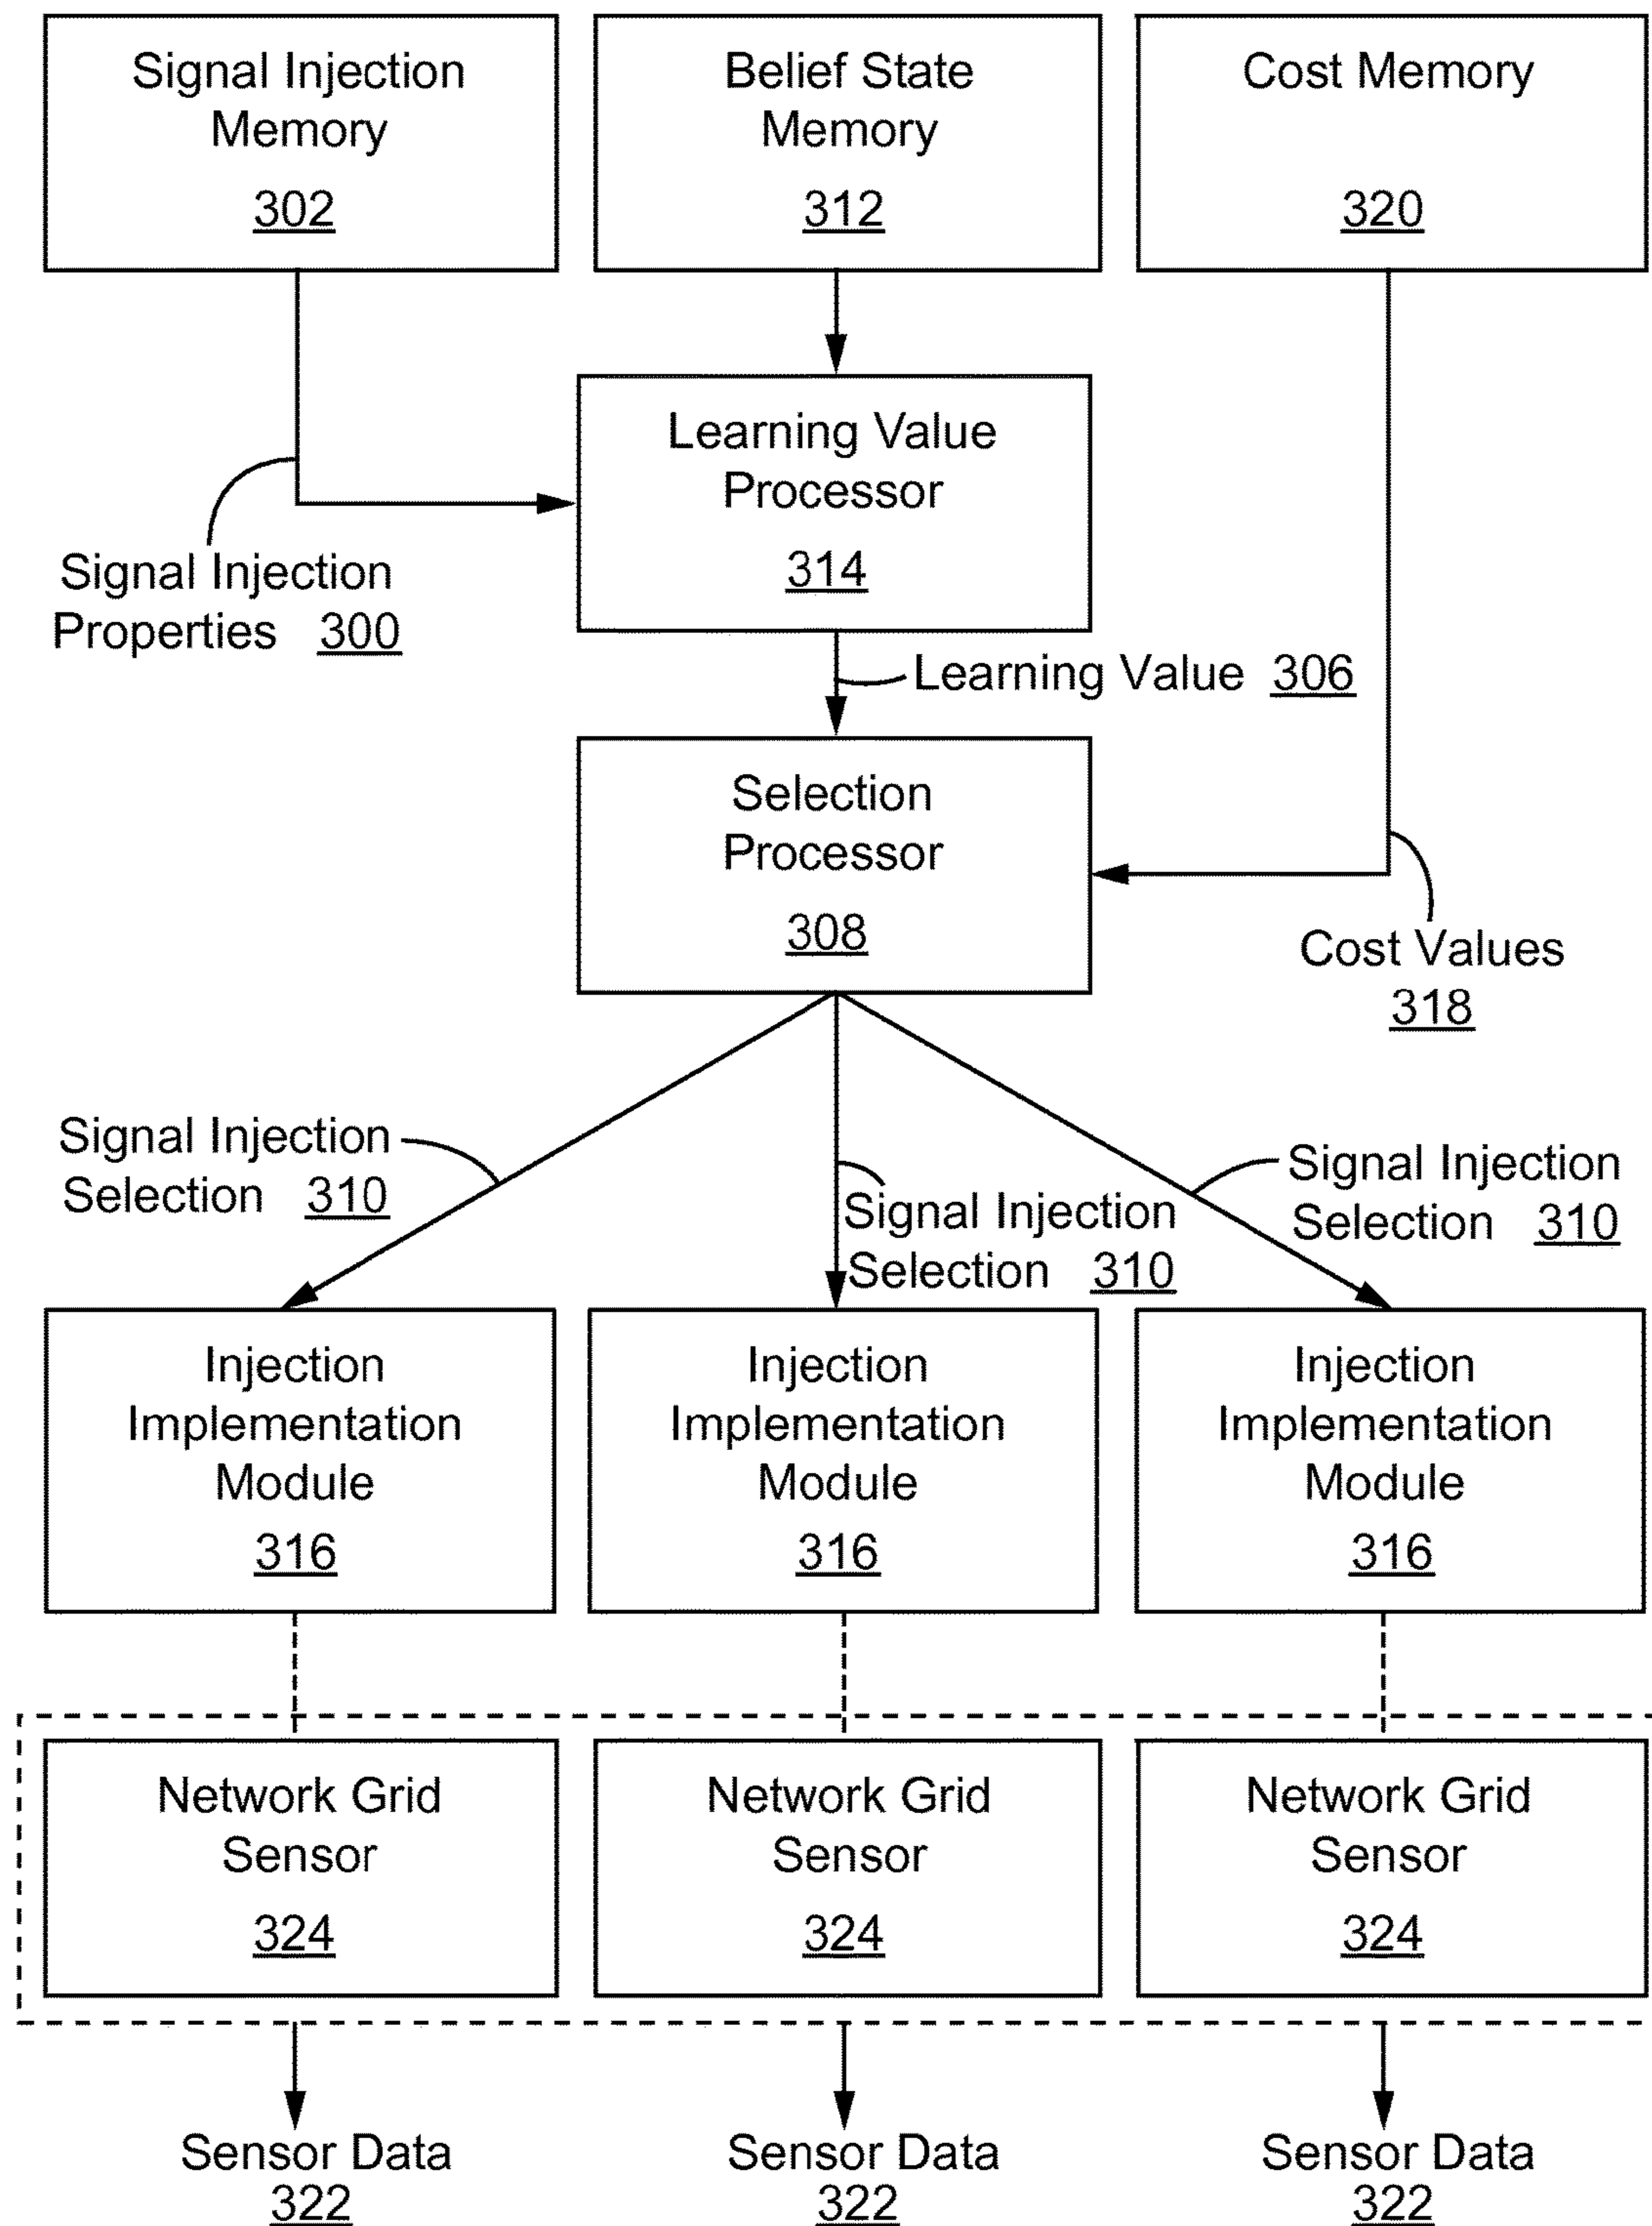 Signal Injection
Memory
302
Belief State
Memory
312
Cost Memory
320
Learning Value
Processor
314
Signal Injection
Properties 300
Learning Value 306
Selection
Processor
308
Cost Values
318
Signal Injection
Selection 310
Signal Injection
Selection 310
Signal Injection
Selection 310
Injection
Implementation
Module
316
Injection
Implementation
Module
316
Injection
Implementation
Module
316
Network Grid
Sensor
324
Network Grid
Sensor
324
Network Grid
Sensor
324
Sensor Data
322
Sensor Data
322
Sensor Data
322